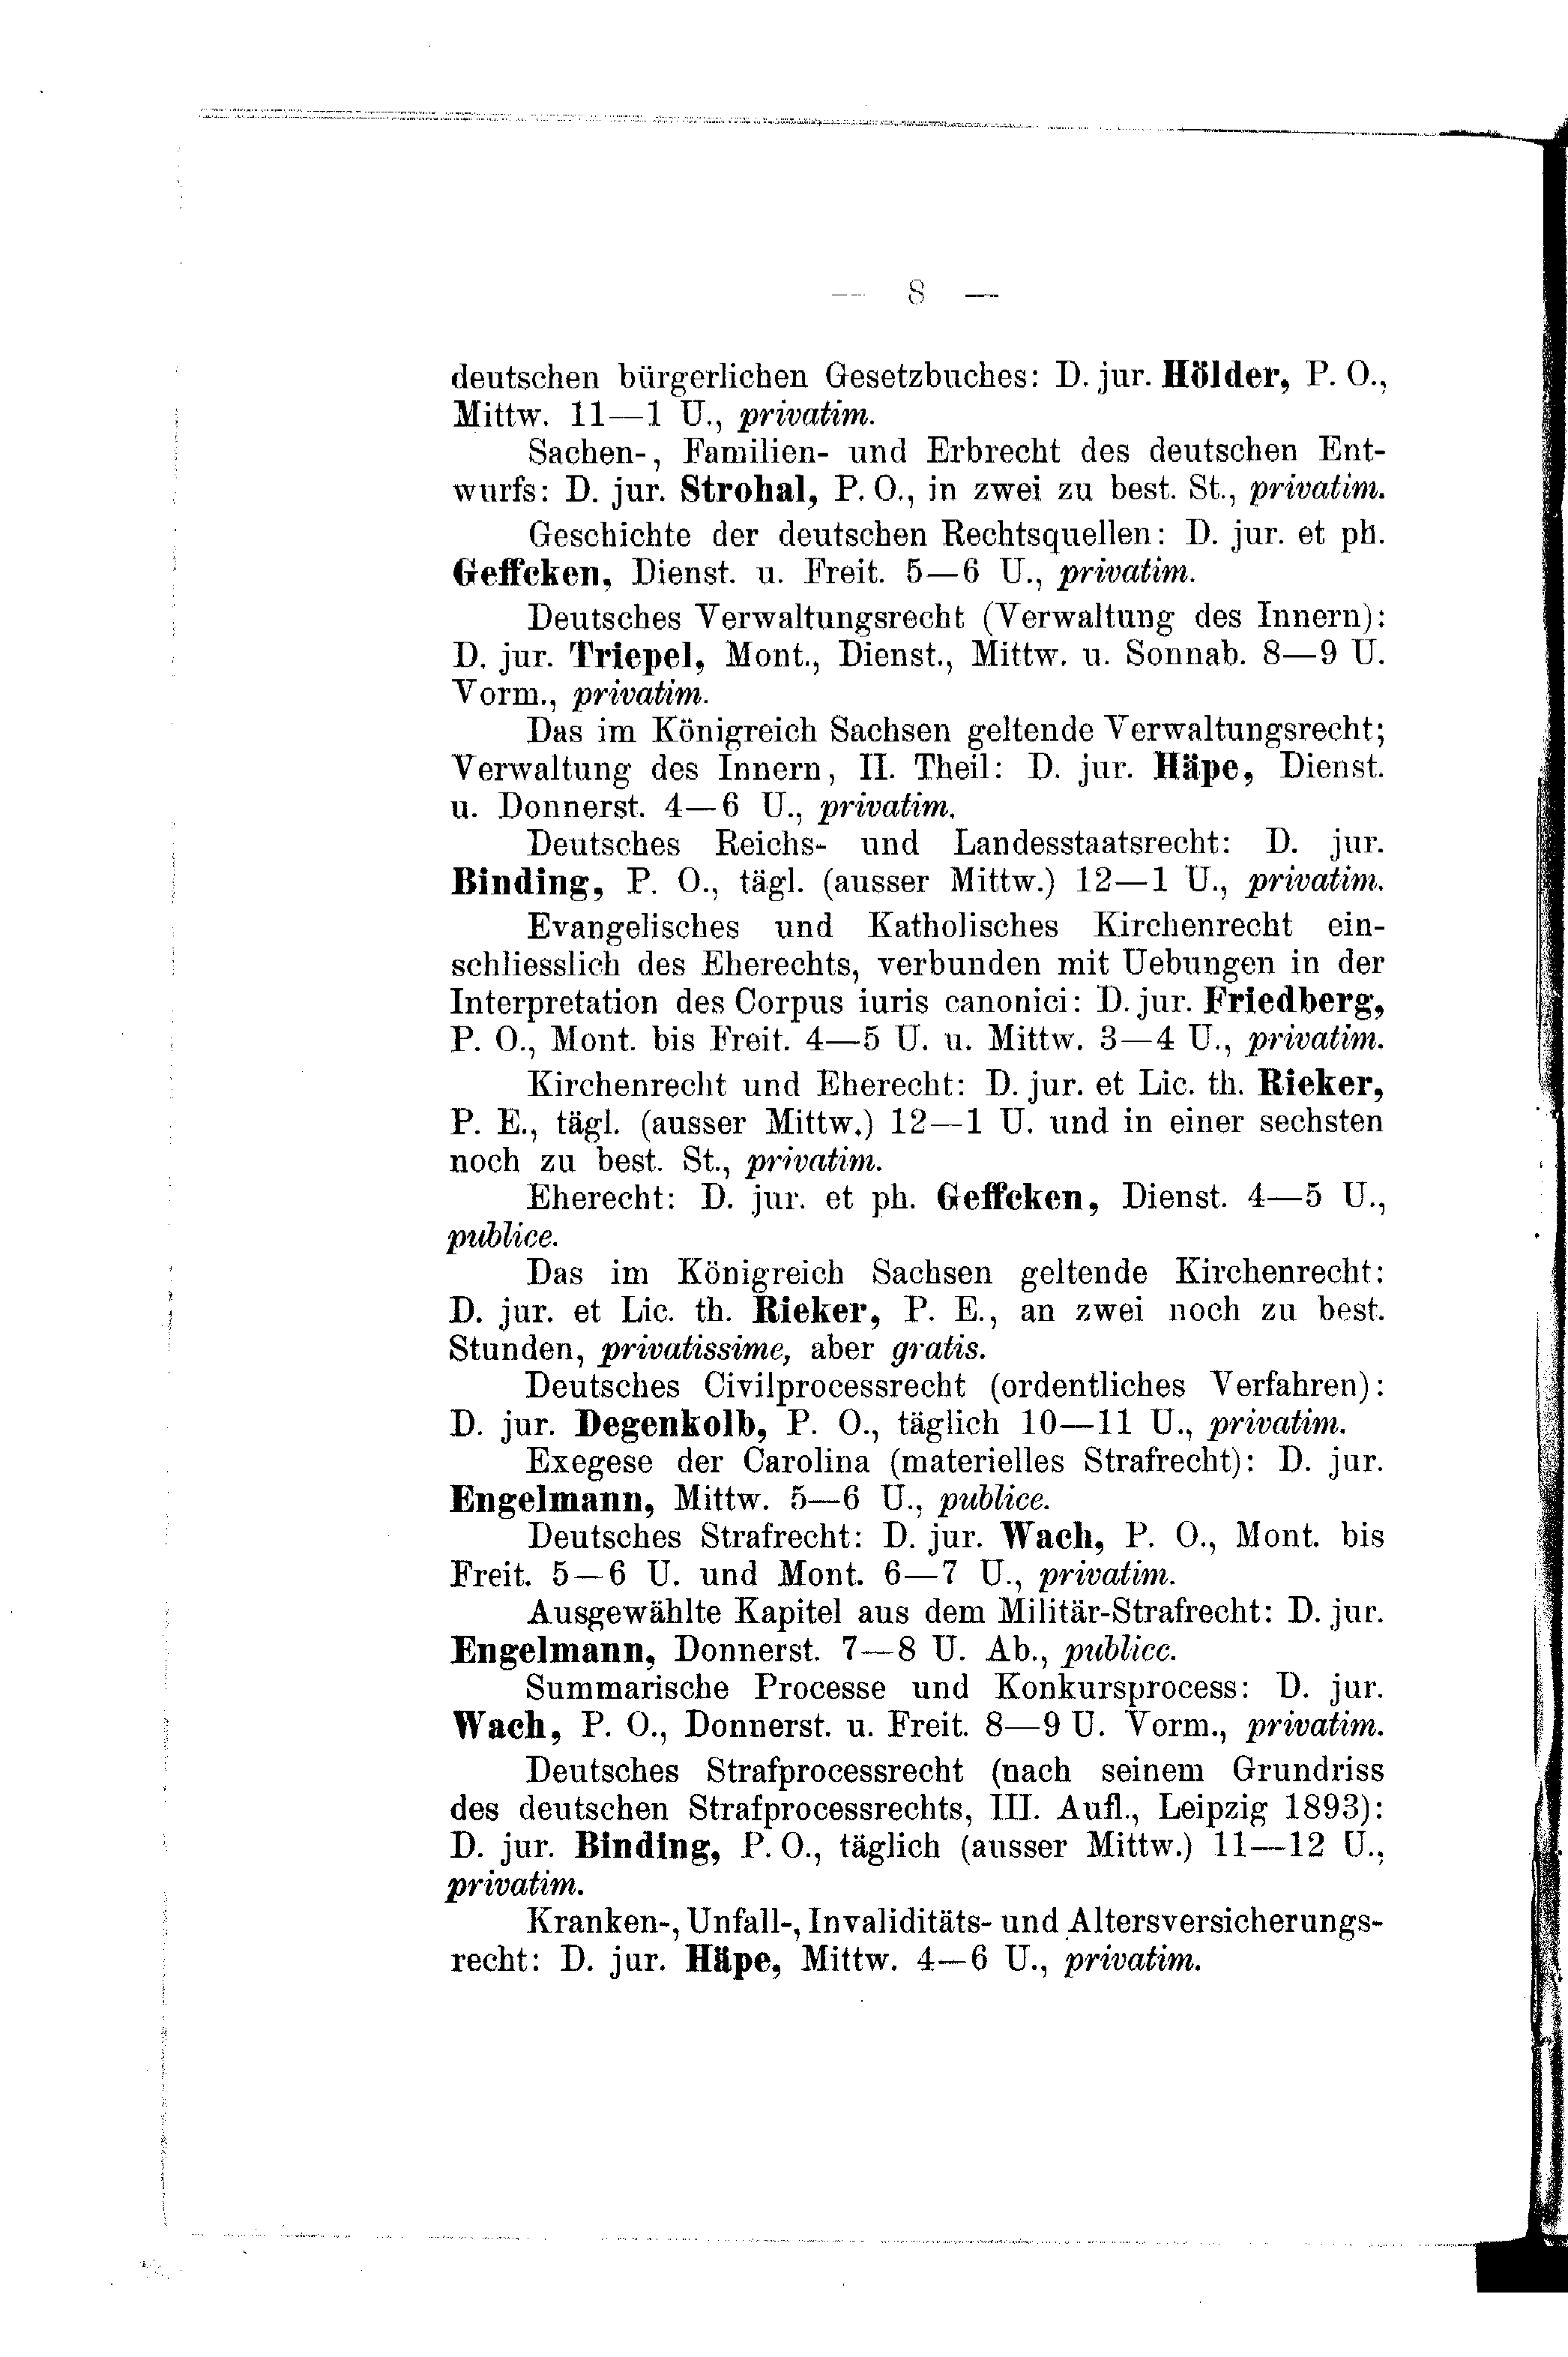 — 8 —
deutschen bürgerlichen Gesetzbuches: D. jur. Hölder, P. O.,
Mittw. 11—1 U., privatim.
Sachen-, Familien- und Erbrecht des deutschen Ent-
wurfs: D. jur. Strohal, P. O., in zwei zu best. St., privatim.
Geschichte der deutschen Rechtsquellen: D. jur. et ph.
Geffcken, Dienst. u. Freit. 5—6 U., privatim.
Deutsches Verwaltungsrecht (Verwaltung des Innern):
D. jur. Triepel, Mont., Dienst., Mittw. u. Sonnab. 8—9 U.
Vorm., privatim.
Das im Königreich Sachsen geltende Verwaltungsrecht;
Verwaltung des Innern, II. Theil: D. jur. Häpe, Dienst.
u. Donnerst. 4—6 U., privatim.
Deutsches Reichs- und Landesstaatsrecht: D. jur.
Binding, P. O., tägl. (ausser Mittw.) 12—1 U., privatim.
Evangelisches und Katholisches Kirchenrecht ein-
schliesslich des Eherechts, verbunden mit Uebungen in der
Interpretation des Corpus iuris canonici: D. jur. Friedberg,
P. O., Mont. bis Freit. 4—5 U. u. Mittw. 3—4 U., privatim.
Kirchenrecht und Eherecht: D. jur. et Lic. th. Rieker,
P. E., tägl. (ausser Mittw.) 12—1 U. und in einer sechsten
noch zu best. St., privatim.
Eherecht: D. jur. et ph. Geffcken, Dienst. 4—5 U.,
publice.
Das im Königreich Sachsen geltende Kirchenrecht:
D. jur. et Lic. th. Rieker, P. E., an zwei noch zu best.
Stunden, privatissime, aber gratis.
Deutsches Civilprocessrecht (ordentliches Verfahren):
D. jur. Degenkolb, P. O., täglich 10—11 U., privatim.
Exegese der Carolina (materielles Strafrecht): D. jur.
Engelmann, Mittw. 5—6 U., publice.
Deutsches Strafrecht: D. jur. Wach, P. O., Mont. bis
Freit. 5—6 U. und Mont. 6—7 U., privatim.
Ausgewählte Kapitel aus dem Militär-Strafrecht: D. jur.
Engelmann, Donnerst. 7—8 U. Ab., publice.
Summarische Processe und Konkursprocess: D. jur.
Wach, P. O., Donnerst. u. Freit. 8—9 U. Vorm., privatim.
Deutsches Strafprocessrecht (nach seinem Grundriss
des deutschen Strafprocessrechts, III. Aufl., Leipzig 1893):
D. jur. Binding, P. O., täglich (ausser Mittw.) 11—12 U.,
privatim.
Kranken-, Unfall-, Invaliditäts- und Altersversicherungs-
recht: D. jur. Häpe, Mittw. 4—6 U., privatim.